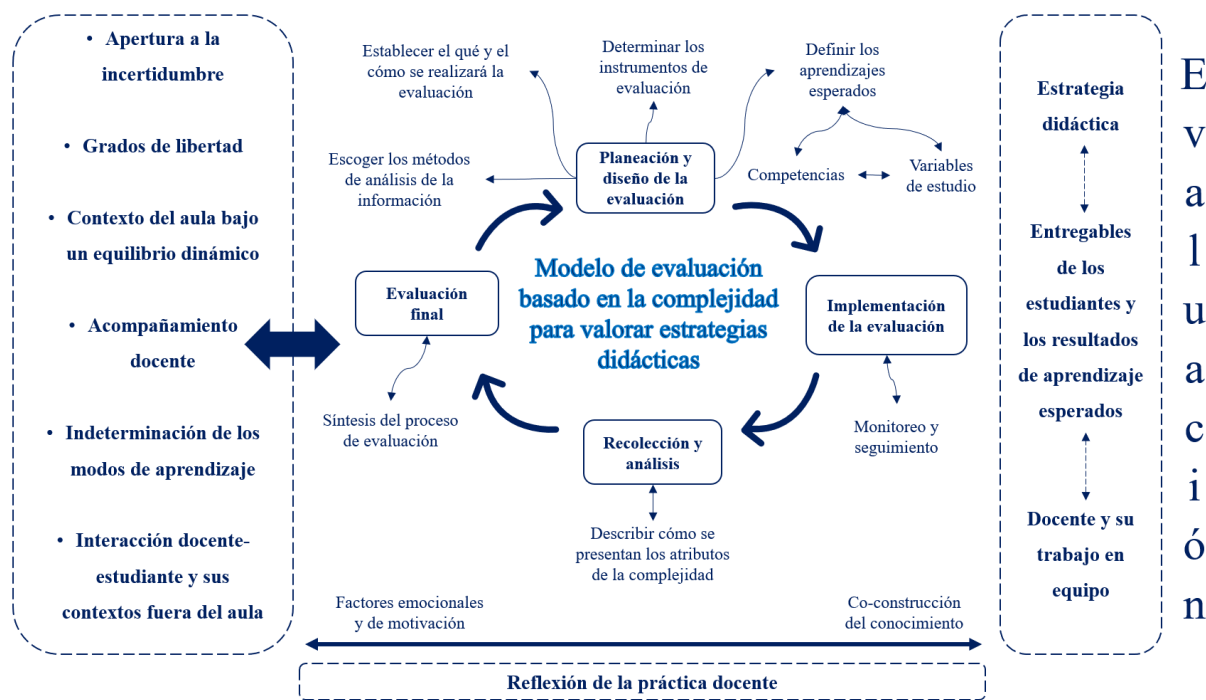 • Apertura a la
incertidumbre
• Grados de libertad
• Contexto del aula bajo
un equilibrio dinámico
• Acompañamiento
docente
• Indeterminación de los
modos de aprendizaje
• Interacción docente-
estudiante y sus
contextos fuera del aula
Establecer el qué y el
cómo se realizará la
evaluación
Determinar los
instrumentos de
evaluación
Definir los
aprendizajes
esperados
Escoger los métodos
de análisis de la
información
Planeación y
diseño de la
evaluación
Competencias
Variables
de estudio
Modelo de evaluación
basado en la complejidad
para valorar estrategias
didácticas
Evaluación
final
Implementación
de la evaluación
Síntesis del proceso
de evaluación
Recolección y
análisis
Monitoreo y
seguimiento
Describir cómo se
presentan los atributos
de la complejidad
Factores emocionales
y de motivación
Co-construcción
del conocimiento
Reflexión de la práctica docente
Estrategia
didáctica
Entregables
de los
estudiantes y
los resultados
de aprendizaje
esperados
Docente y su
trabajo en
equipo
Evaluación